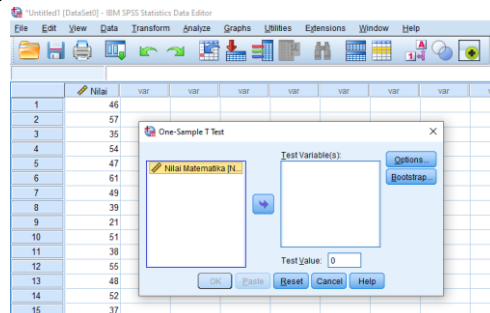 *Untitled1 [DataSet0] - IBM SPSS Statistics Data Editor
File Edit View Data Transform Analyze Graphs Utilities Extensions Window Help
Nilai var var var var var var var
1 46
2 57
3 35
4 54
5 47
6 61
7 49
8 39
9 21
10 51
11 38
12 55
13 48
14 52
15 37
One-Sample T Test
Nilai Matematika [N...
Test Variable(s):
Options...
Bootstrap...
Test Value: 0
OK Paste Reset Cancel Help